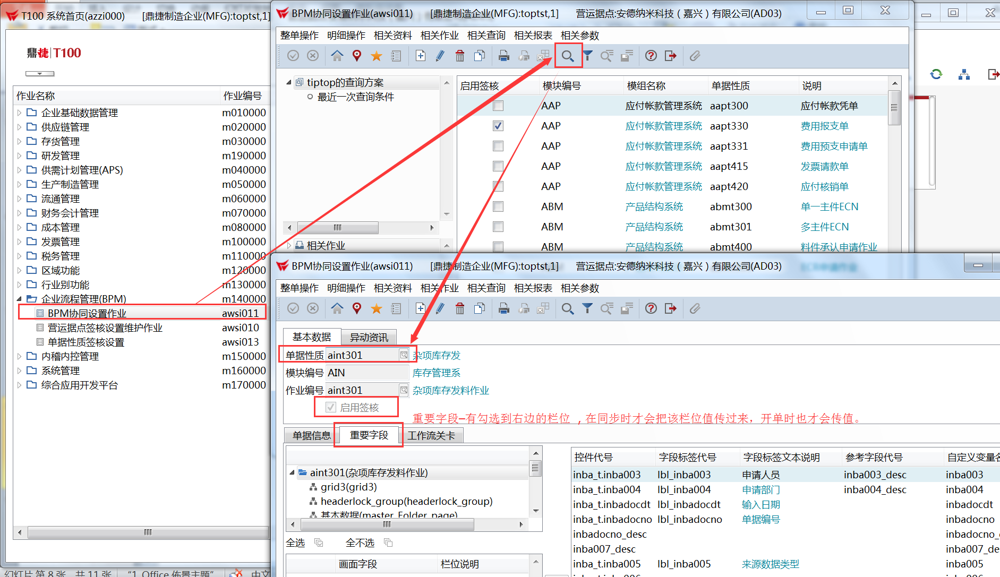 T100 系统首页(azzi000) [鼎捷制造企业(MFG):toptst,1]
鼎捷|T100
作业名称 作业编号
企业基础数据管理 m010000
供应链管理 m020000
存货管理 m030000
研发管理 m190000
供需计划管理(APS) m040000
生产制造管理 m050000
流通管理 m060000
财务会计管理 m070000
成本管理 m080000
发票管理 m100000
税务管理 m110000
区域功能 m120000
行业别功能 m130000
企业流程管理(BPM) m140000
BPM协同设置作业 awsi011
营运据点签核设置维护作业 awsi010
单据性质签核设置 awsi013
内稽内控管理 m150000
系统管理 m160000
综合应用开发平台 m170000
幻灯片 第 8 张，共 11 张 "1_Office 佈景主題" 中文
BPM协同设置作业(awsi011) [鼎捷制造企业(MFG):toptst,1] 营运据点:安德纳米科技（嘉兴）有限公司(AD03)
整单操作 明细操作 相关资料 相关作业 相关查询 相关报表 相关参数
tiptop的查询方案
最近一次查询条件
相关作业
启用签核 模块编号 模组名称 单据性质 说明
AAP 应付帐款管理系统 aapt300 应付帐款凭单
AAP 应付帐款管理系统 aapt330 费用报支单
AAP 应付帐款管理系统 aapt331 费用预支申请单
AAP 应付帐款管理系统 aapt415 发票请款单
AAP 应付帐款管理系统 aapt420 应付核销单
ABM 产品结构系统 abmt300 单一主件ECN
ABM 产品结构系统 abmt301 多主件ECN
ABM 产品结构系统 abmt400 料件承认申请作业
BPM协同设置作业(awsi011) [鼎捷制造企业(MFG):toptst,1] 营运据点:安德纳米科技（嘉兴）有限公司(AD03)
整单操作 明细操作 相关资料 相关作业 相关查询 相关报表 相关参数
基本数据 异动资讯
单据性质 aint301 杂项库存发
模块编号 AIN 库存管理系
作业编号 aint301 杂项库存发料作业
启用签核
重要字段—有勾选到右边的栏位 ，在同步时才会把该栏位值传过来，开单时也才会传值。
单据信息 重要字段 工作流关卡
aint301(杂项库存发料作业)
grid3(grid3)
headerlock_group(headerlock_group)
基本数据(master_Folder_page)
全选 全不选
画面字段 栏位说明
控件代号 字段标签代号 字段标签文本说明 参考字段代号 自定义变量名
inba_t.inba003 lbl_inba003 申请人员 inba003_desc inba003
inba_t.inba004 lbl_inba004 申请部门 inba004_desc inba004
inba_t.inbadocdt lbl_inbadocdt 输入日期 inbadocdt
inba_t.inbadocno lbl_inbadocno 单据编号 inbadocno
inbadocno_desc inbadocno_
inba007_desc inba007_de
inba_t.inba005 lbl_inba005 来源数据类型 inba005